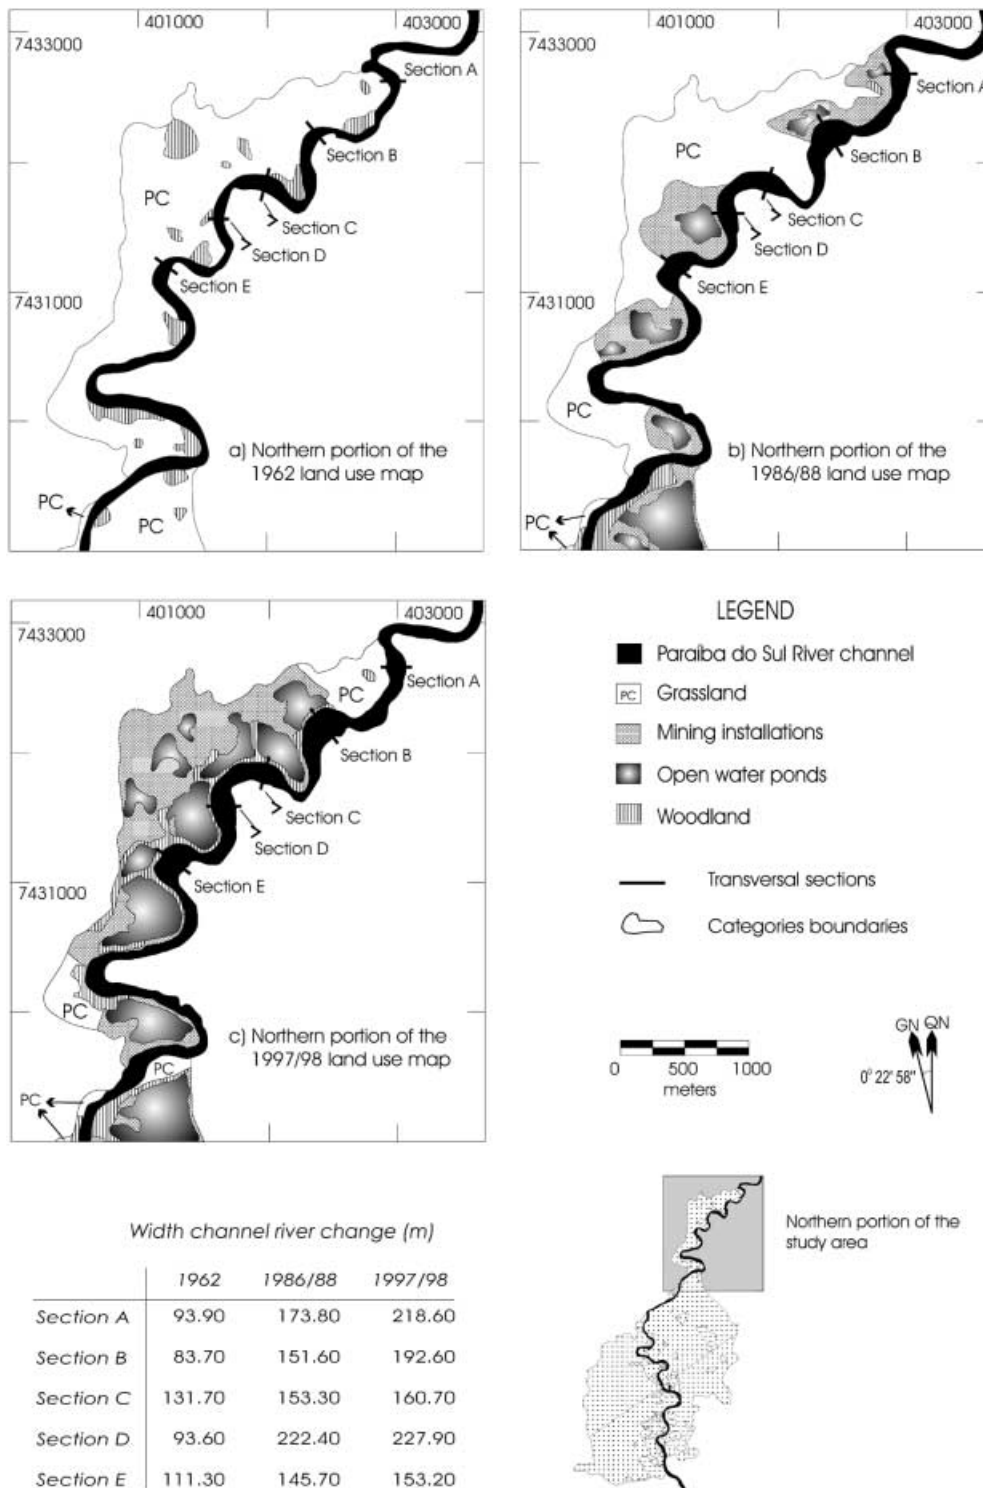 401000 403000
7433000
Section A
Section B
PC
Section C
Section D
Section E
7431000
a) Northern portion of the
1962 land use map
PC
PC
401000 403000
7433000
Section A
PC
Section B
Section C
Section D
Section E
7431000
PC
b) Northern portion of the
1986/88 land use map
PC
401000 403000
7433000
PC
Section A
Section B
Section C
Section D
Section E
7431000
PC
c) Northern portion of the
1997/98 land use map
PC
PC
LEGEND
Paraíba do Sul River channel
PC Grassland
Mining installations
Open water ponds
Woodland
Transversal sections
Categories boundaries
0 500 1000
meters
GN QN
0° 22' 58"
Northern portion of the
study area
Width channel river change (m)
1962 1986/88 1997/98
Section A 93.90 173.80 218.60
Section B 83.70 151.60 192.60
Section C 131.70 153.30 160.70
Section D 93.60 222.40 227.90
Section E 111.30 145.70 153.20